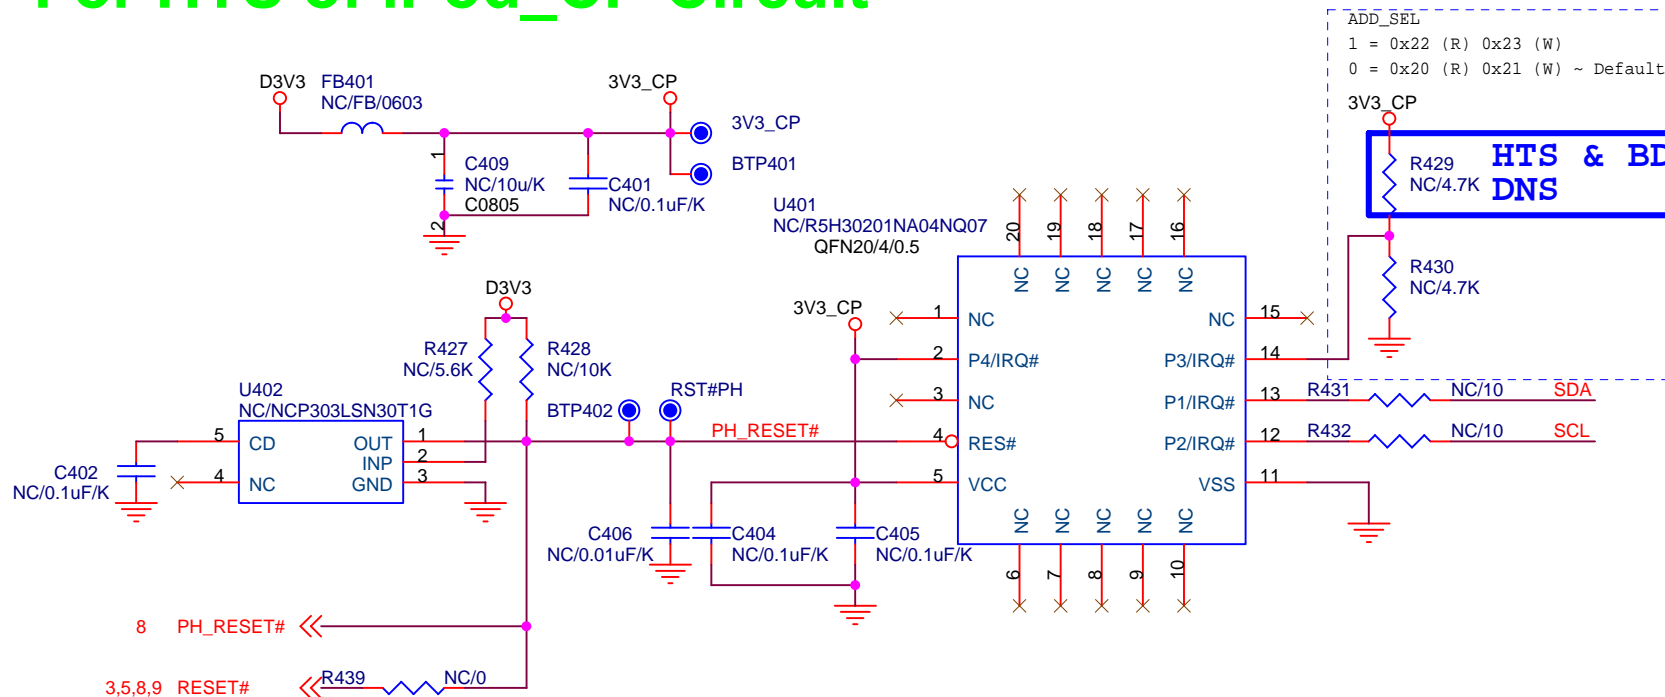 ADD_SEL
1 = 0x22 (R) 0x23 (W)
0 = 0x20 (R) 0x21 (W) ~ Default
3V3_CP
R429
NC/4.7K
HTS & BD
DNS
R430
NC/4.7K
D3V3
FB401
NC/FB/0603
3V3_CP
3V3_CP
BTP401
1
C409
NC/10u/K
C0805
2
C401
NC/0.1uF/K
U401
NC/R5H30201NA04NQ07
QFN20/4/0.5
20
19
18
17
16
NC
NC
NC
NC
NC
3V3_CP
1
NC
NC
15
2
P4/IRQ#
P3/IRQ#
14
3
NC
P1/IRQ#
13
R431
NC/10
SDA
4
RES#
P2/IRQ#
12
R432
NC/10
SCL
5
VCC
VSS
11
NC
NC
NC
NC
NC
6
7
8
9
10
D3V3
R427
NC/5.6K
R428
NC/10K
U402
NC/NCP303LSN30T1G
BTP402
RST#PH
PH_RESET#
5
CD
OUT
1
INP
2
4
NC
GND
3
C402
NC/0.1uF/K
C406
NC/0.01uF/K
C404
NC/0.1uF/K
C405
NC/0.1uF/K
8 PH_RESET#
3,5,8,9 RESET#
R439
NC/0